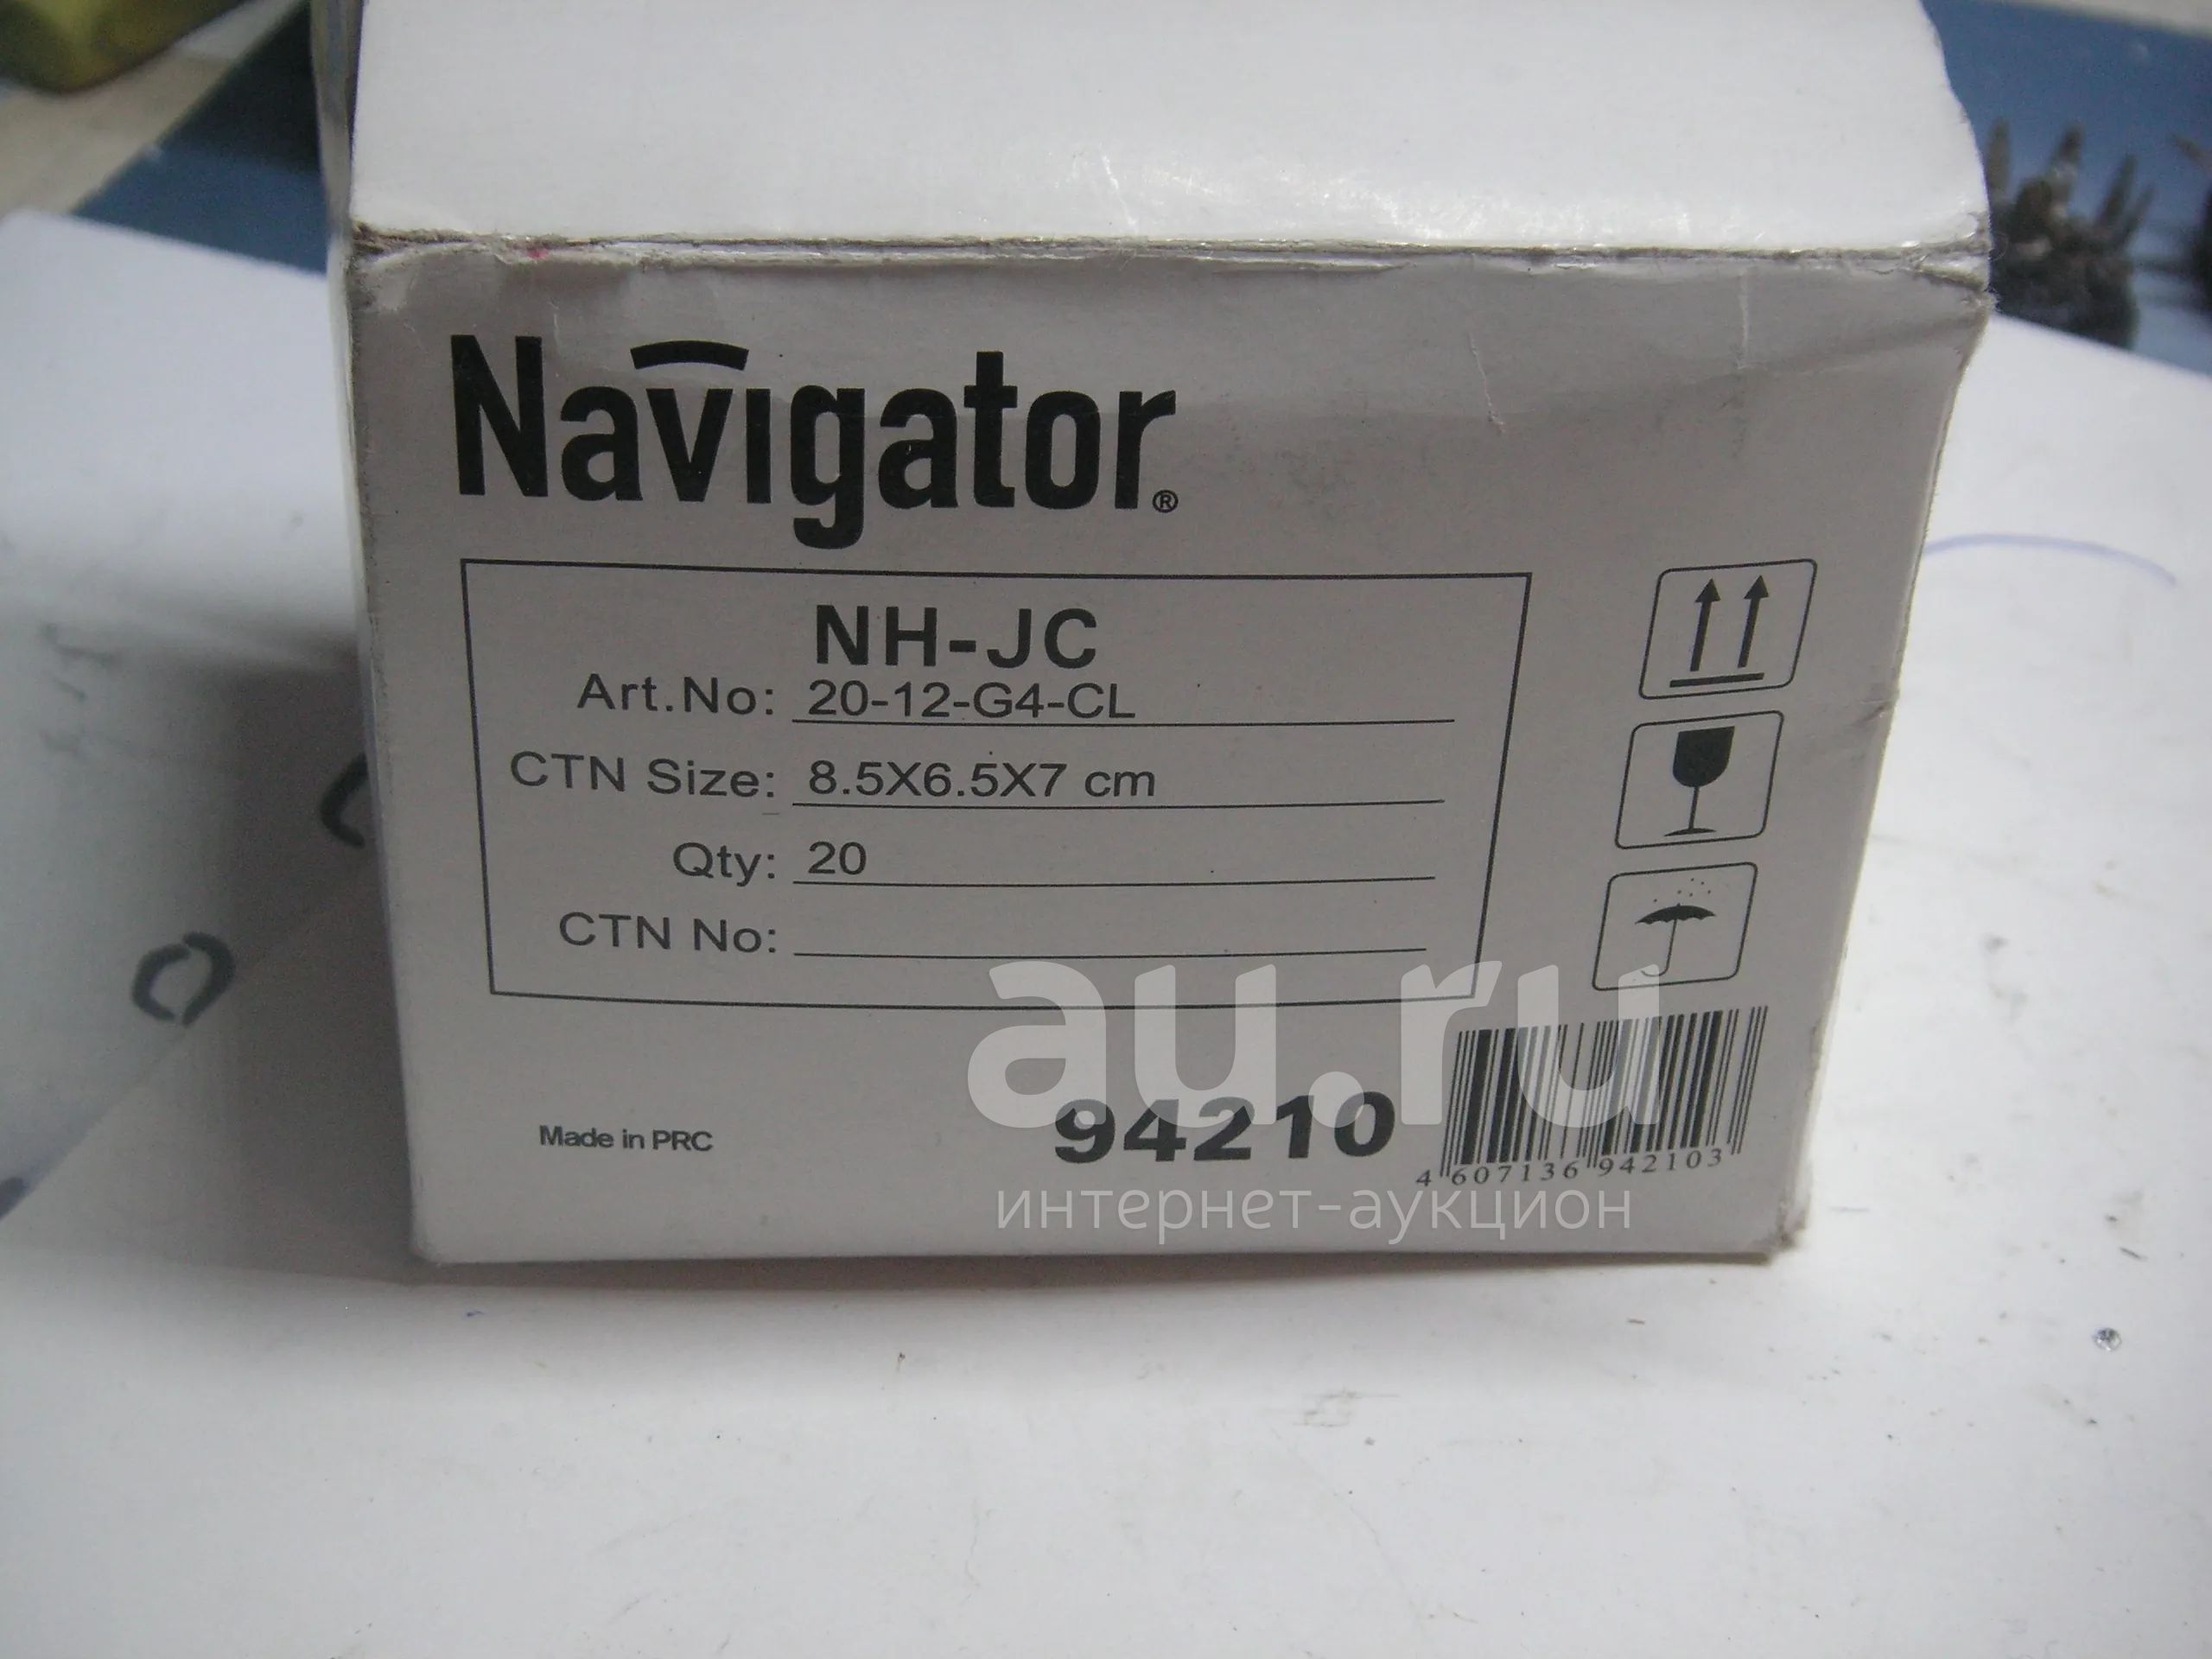 Navigator®
NH-JC
Art.No: 20-12-G4-CL
CTN Size: 8.5X6.5X7 cm
Qty: 20
CTN No:
au.ru
Made in PRC
94210
4 607136 942103
интернет-аукцион